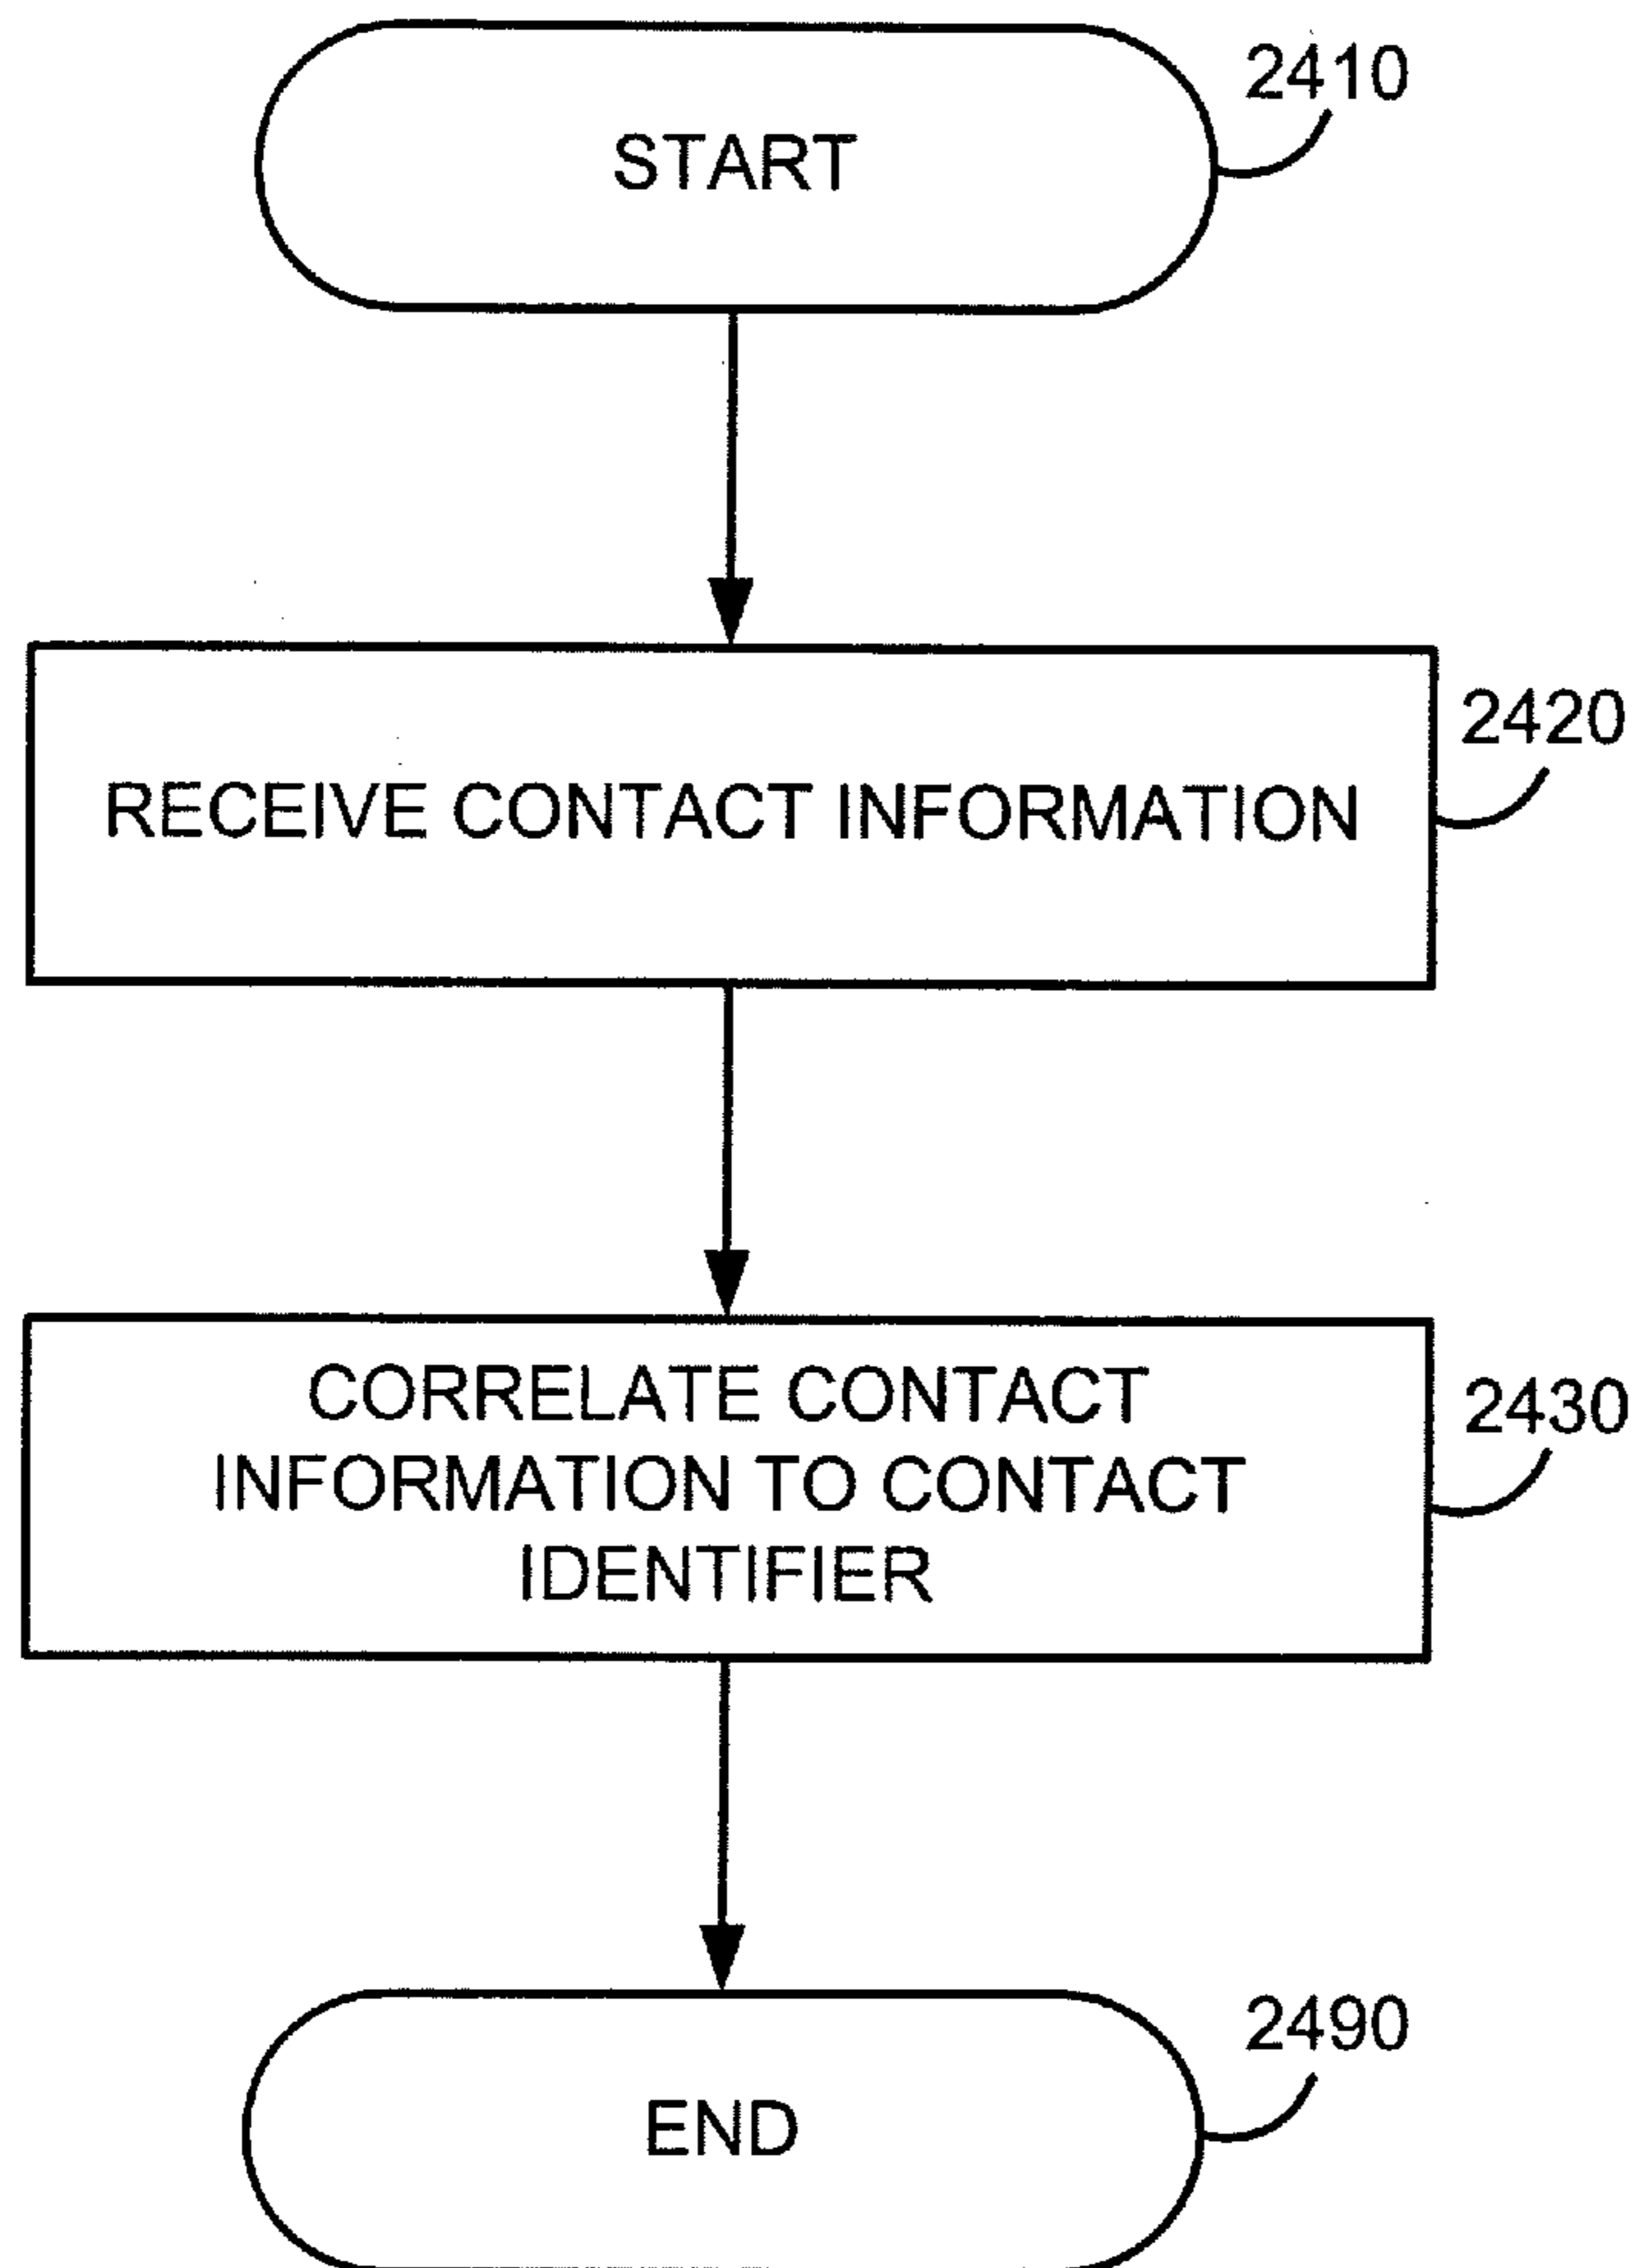 START
2410
RECEIVE CONTACT INFORMATION
2420
CORRELATE CONTACT
INFORMATION TO CONTACT
IDENTIFIER
2430
END
2490